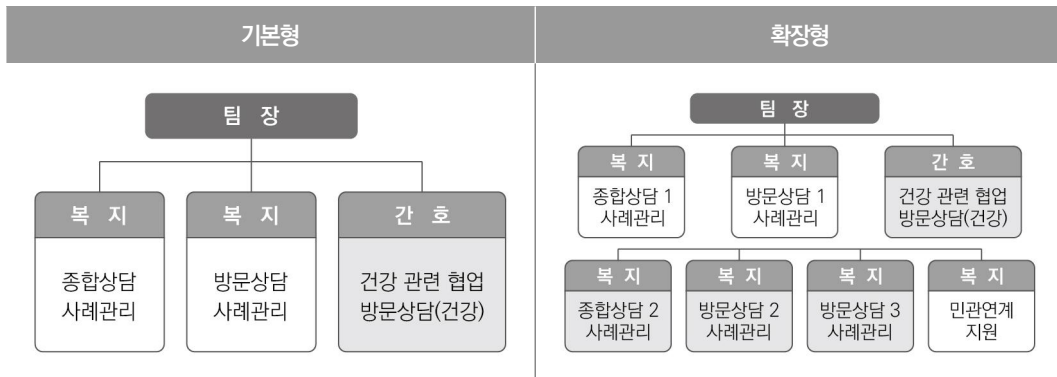 기본형
팀 장
복 지
종합상담
사례관리
복 지
방문상담
사례관리
간 호
건강 관련 협업
방문상담(건강)
확장형
팀 장
복 지
종합상담 1
사례관리
복 지
방문상담 1
사례관리
간 호
건강 관련 협업
방문상담(건강)
복 지
종합상담 2
사례관리
복 지
방문상담 2
사례관리
복 지
방문상담 3
사례관리
복 지
민관연계
지원